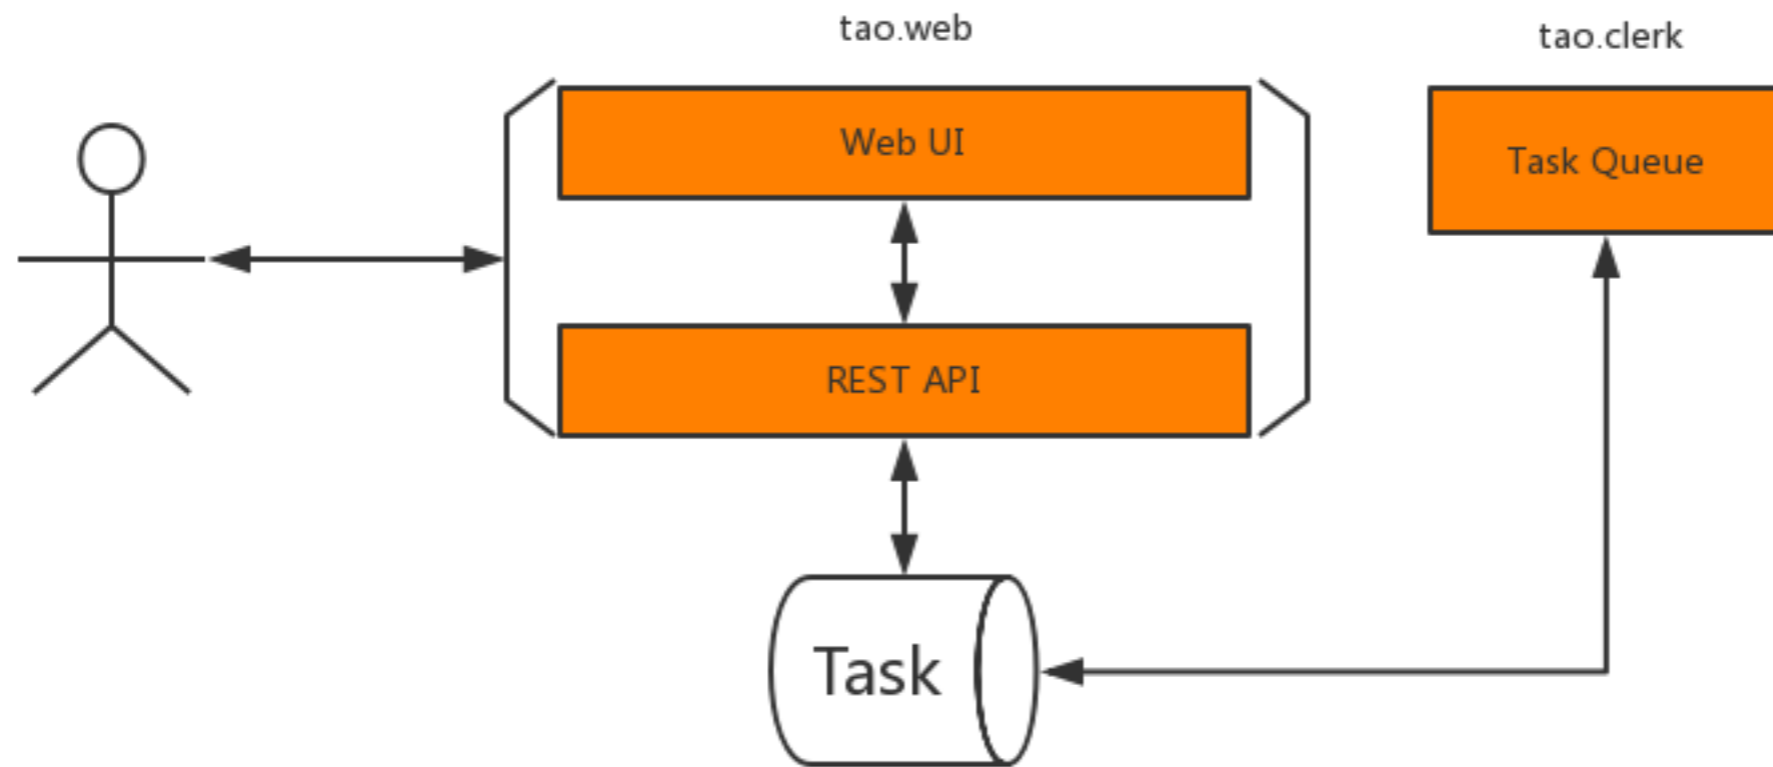 tao.web
tao.clerk
Web UI
Task Queue
REST API
Task